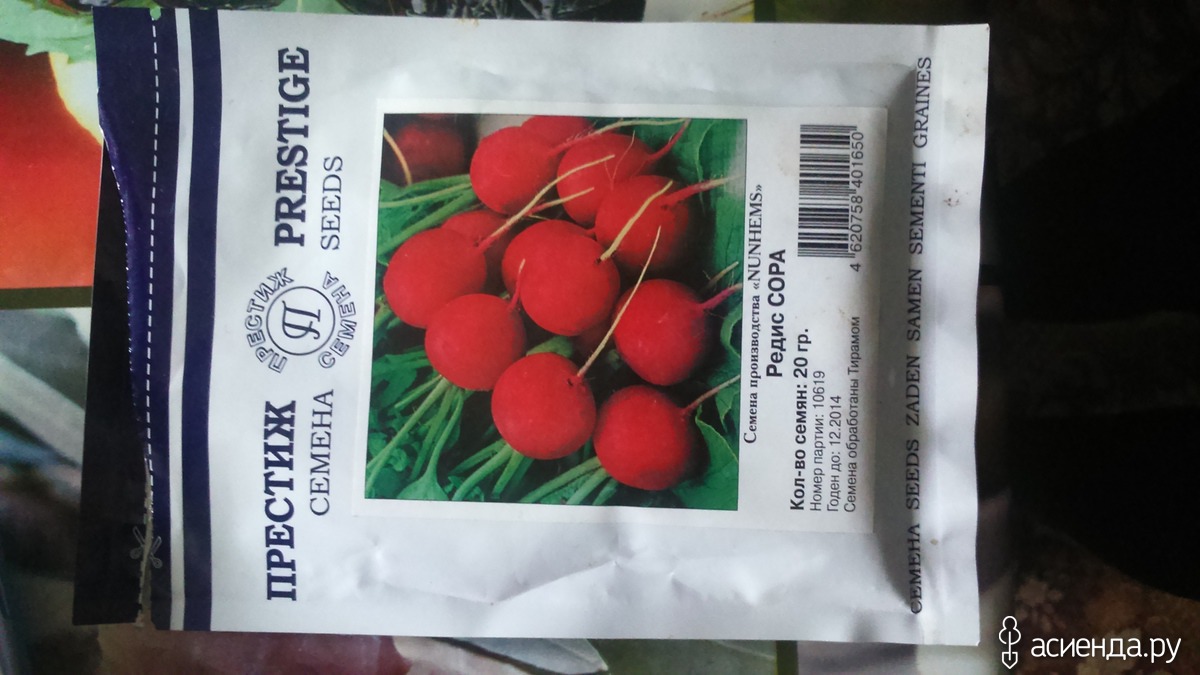 ПРЕСТИЖ
СЕМЕНА
ПРЕСТИЖ
П
СЕМЕНА
PRESTIGE
SEEDS
Семена производства «NUNHEMS»
Редис СОРА
Кол-во семян: 20 гр.
Номер партии: 10619
Годен до: 12.2014
Семена обработаны Тирамом
4 620758 401650
СЕМЕНА SEEDS ZADEN SAMEN SEMENTI GRAINES
асиенда.ру